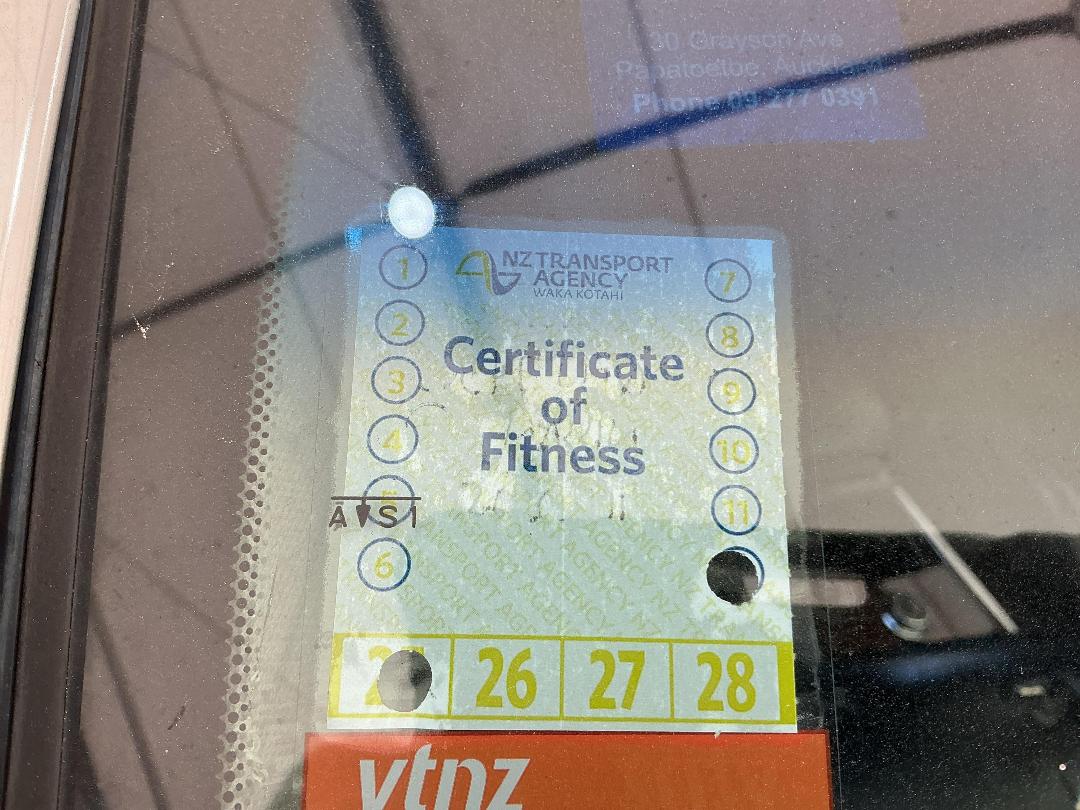 30 Grayson Ave
Papatoetoe, Auckland
Phone 09 277 0391
NZ TRANSPORT
AGENCY
WAKA KOTAHI
1
7
2
8
3
9
4
10
11
6
Certificate
of
Fitness
AS1
26
27
28
vtnz